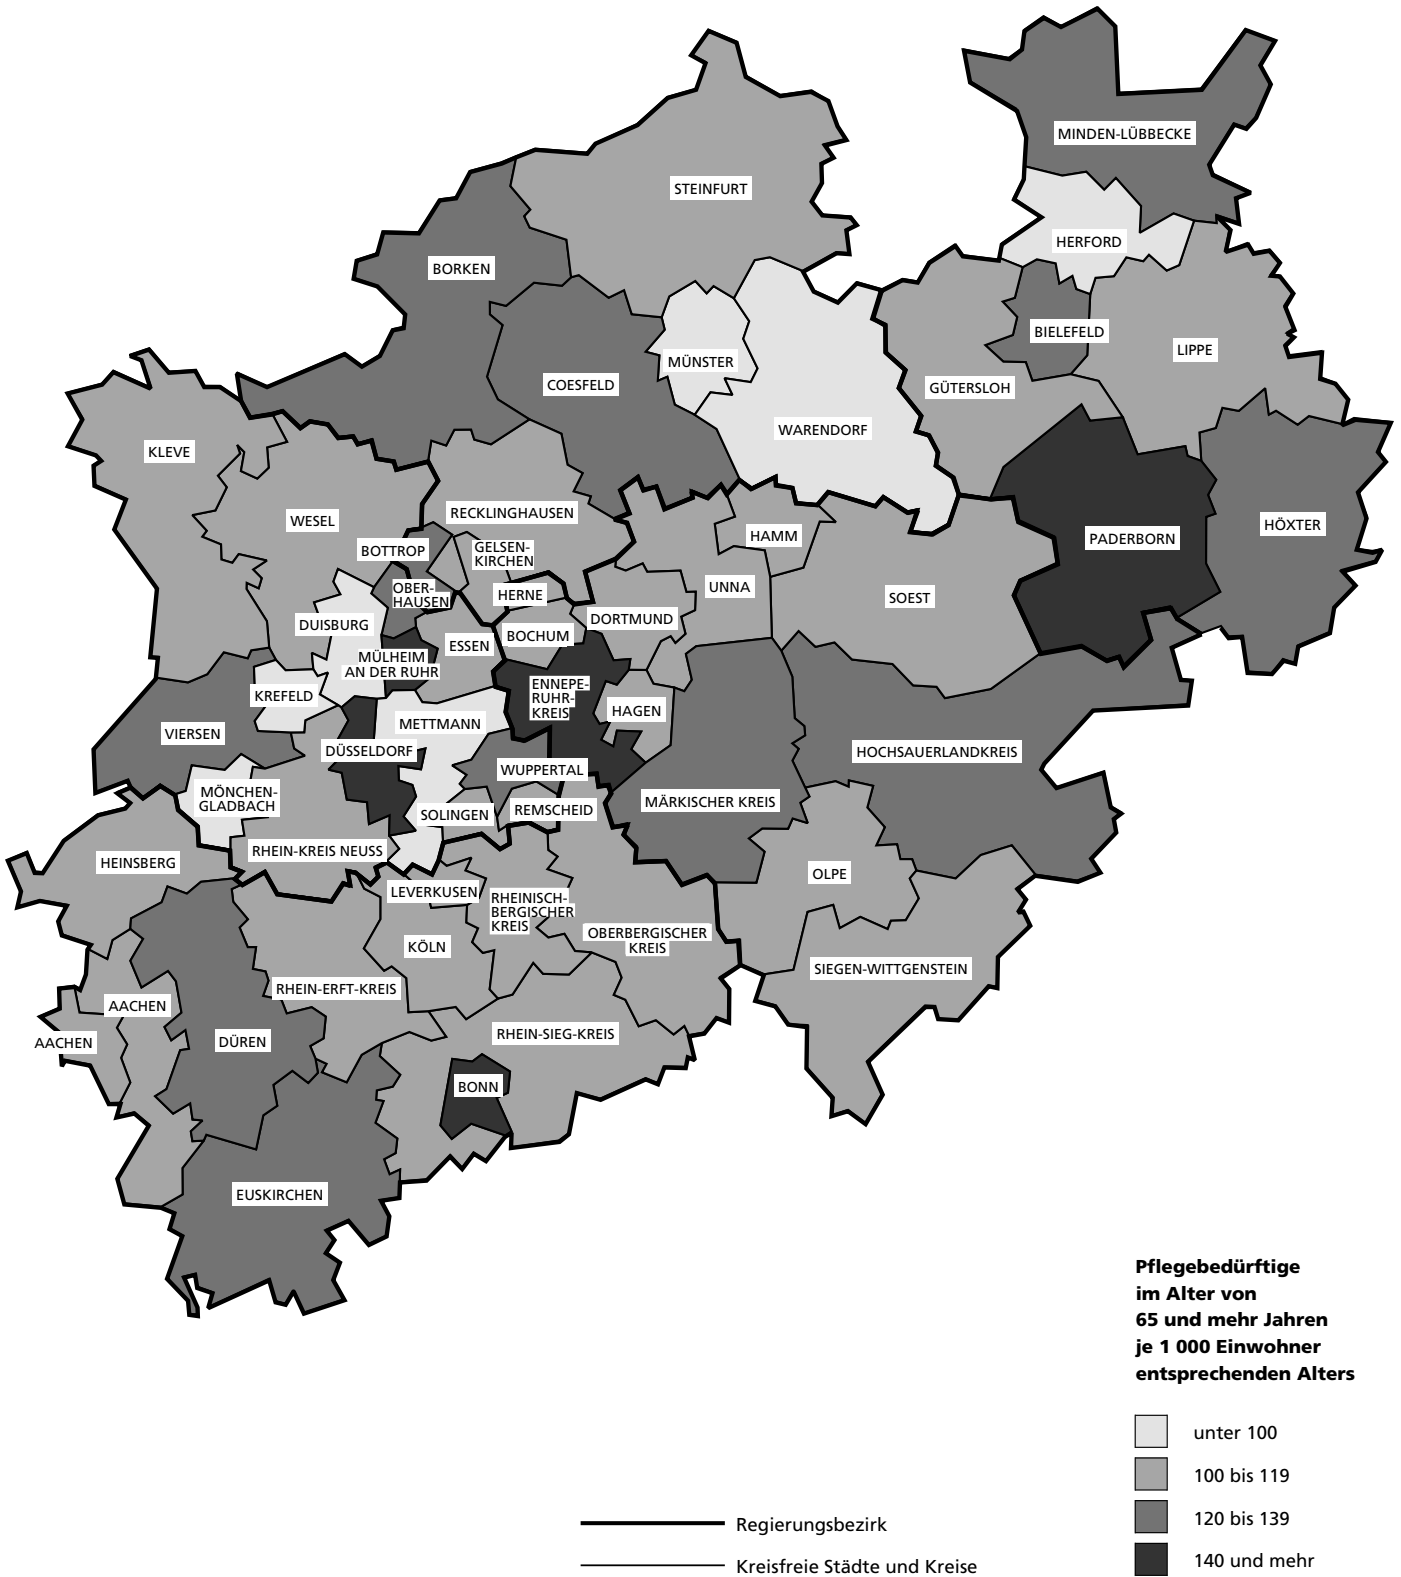 MINDEN-LÜBBECKE
STEINFURT
HERFORD
BORKEN
BIELEFELD
LIPPE
MÜNSTER
COESFELD
GÜTERSLOH
WARENDORF
KLEVE
RECKLINGHAUSEN
WESEL
HÖXTER
HAMM
PADERBORN
BOTTROP
GELSEN-
KIRCHEN
OBER-
HAUSEN
HERNE
UNNA
SOEST
DORTMUND
DUISBURG
BOCHUM
ESSEN
MÜLHEIM
AN DER RUHR
KREFELD
ENNEPE-
RUHR-
KREIS
HAGEN
METTMANN
VIERSEN
DÜSSELDORF
HOCHSAUERLANDKREIS
WUPPERTAL
MÖNCHEN-
GLADBACH
MÄRKISCHER KREIS
REMSCHEID
SOLINGEN
RHEIN-KREIS NEUSS
HEINSBERG
OLPE
LEVERKUSEN
RHEINISCH-
BERGISCHER
KREIS
OBERBERGISCHER
KREIS
KÖLN
SIEGEN-WITTGENSTEIN
RHEIN-ERFT-KREIS
AACHEN
RHEIN-SIEG-KREIS
AACHEN
DÜREN
BONN
EUSKIRCHEN
Pflegebedürftige
im Alter von
65 und mehr Jahren
je 1 000 Einwohner
entsprechenden Alters
unter 100
100 bis 119
120 bis 139
140 und mehr
Regierungsbezirk
Kreisfreie Städte und Kreise